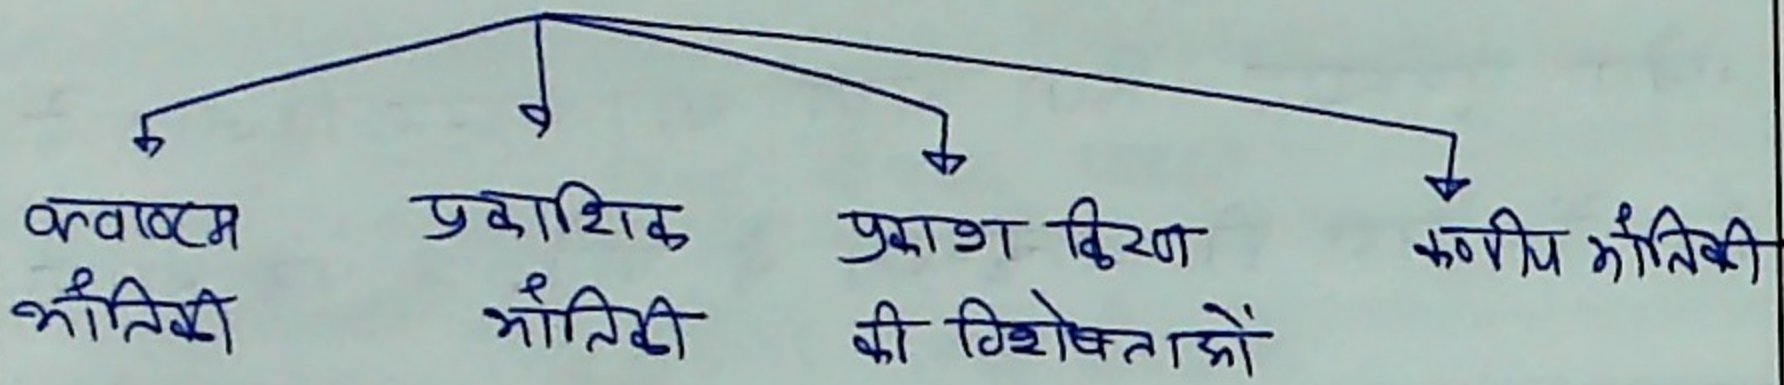 क्वाण्टम प्रकाशिक प्रकाश किरण कणीय भौतिकी
भौतिकी भौतिकी की विशेषताओं